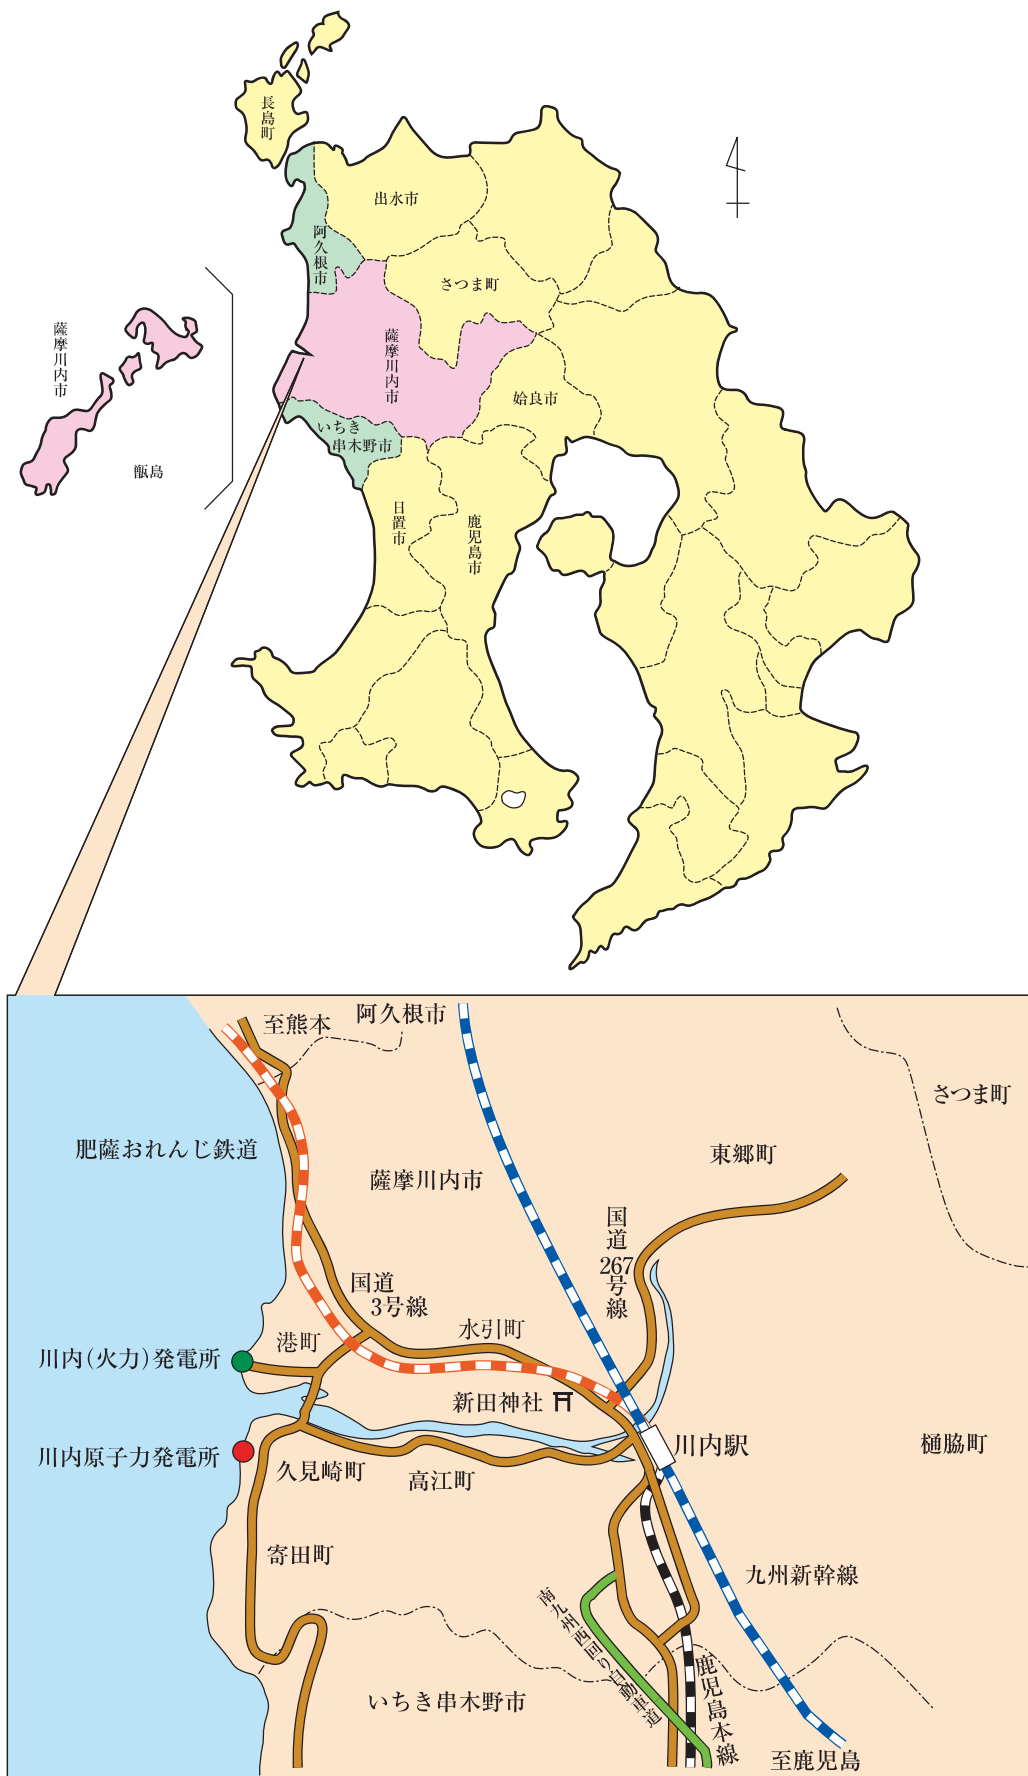 長島町
出水市
阿久根市
さつま町
薩摩川内市
薩摩川内市
甑島
姶良市
いちき
串木野市
日置市
鹿児島市
至熊本
阿久根市
さつま町
肥薩おれんじ鉄道
薩摩川内市
東郷町
国道
267
号線
国道
3号線
水引町
港町
川内(火力)発電所
新田神社
川内駅
樋脇町
川内原子力発電所
久見崎町
高江町
寄田町
九州新幹線
南九州西回り自動車道
鹿児島本線
いちき串木野市
至鹿児島